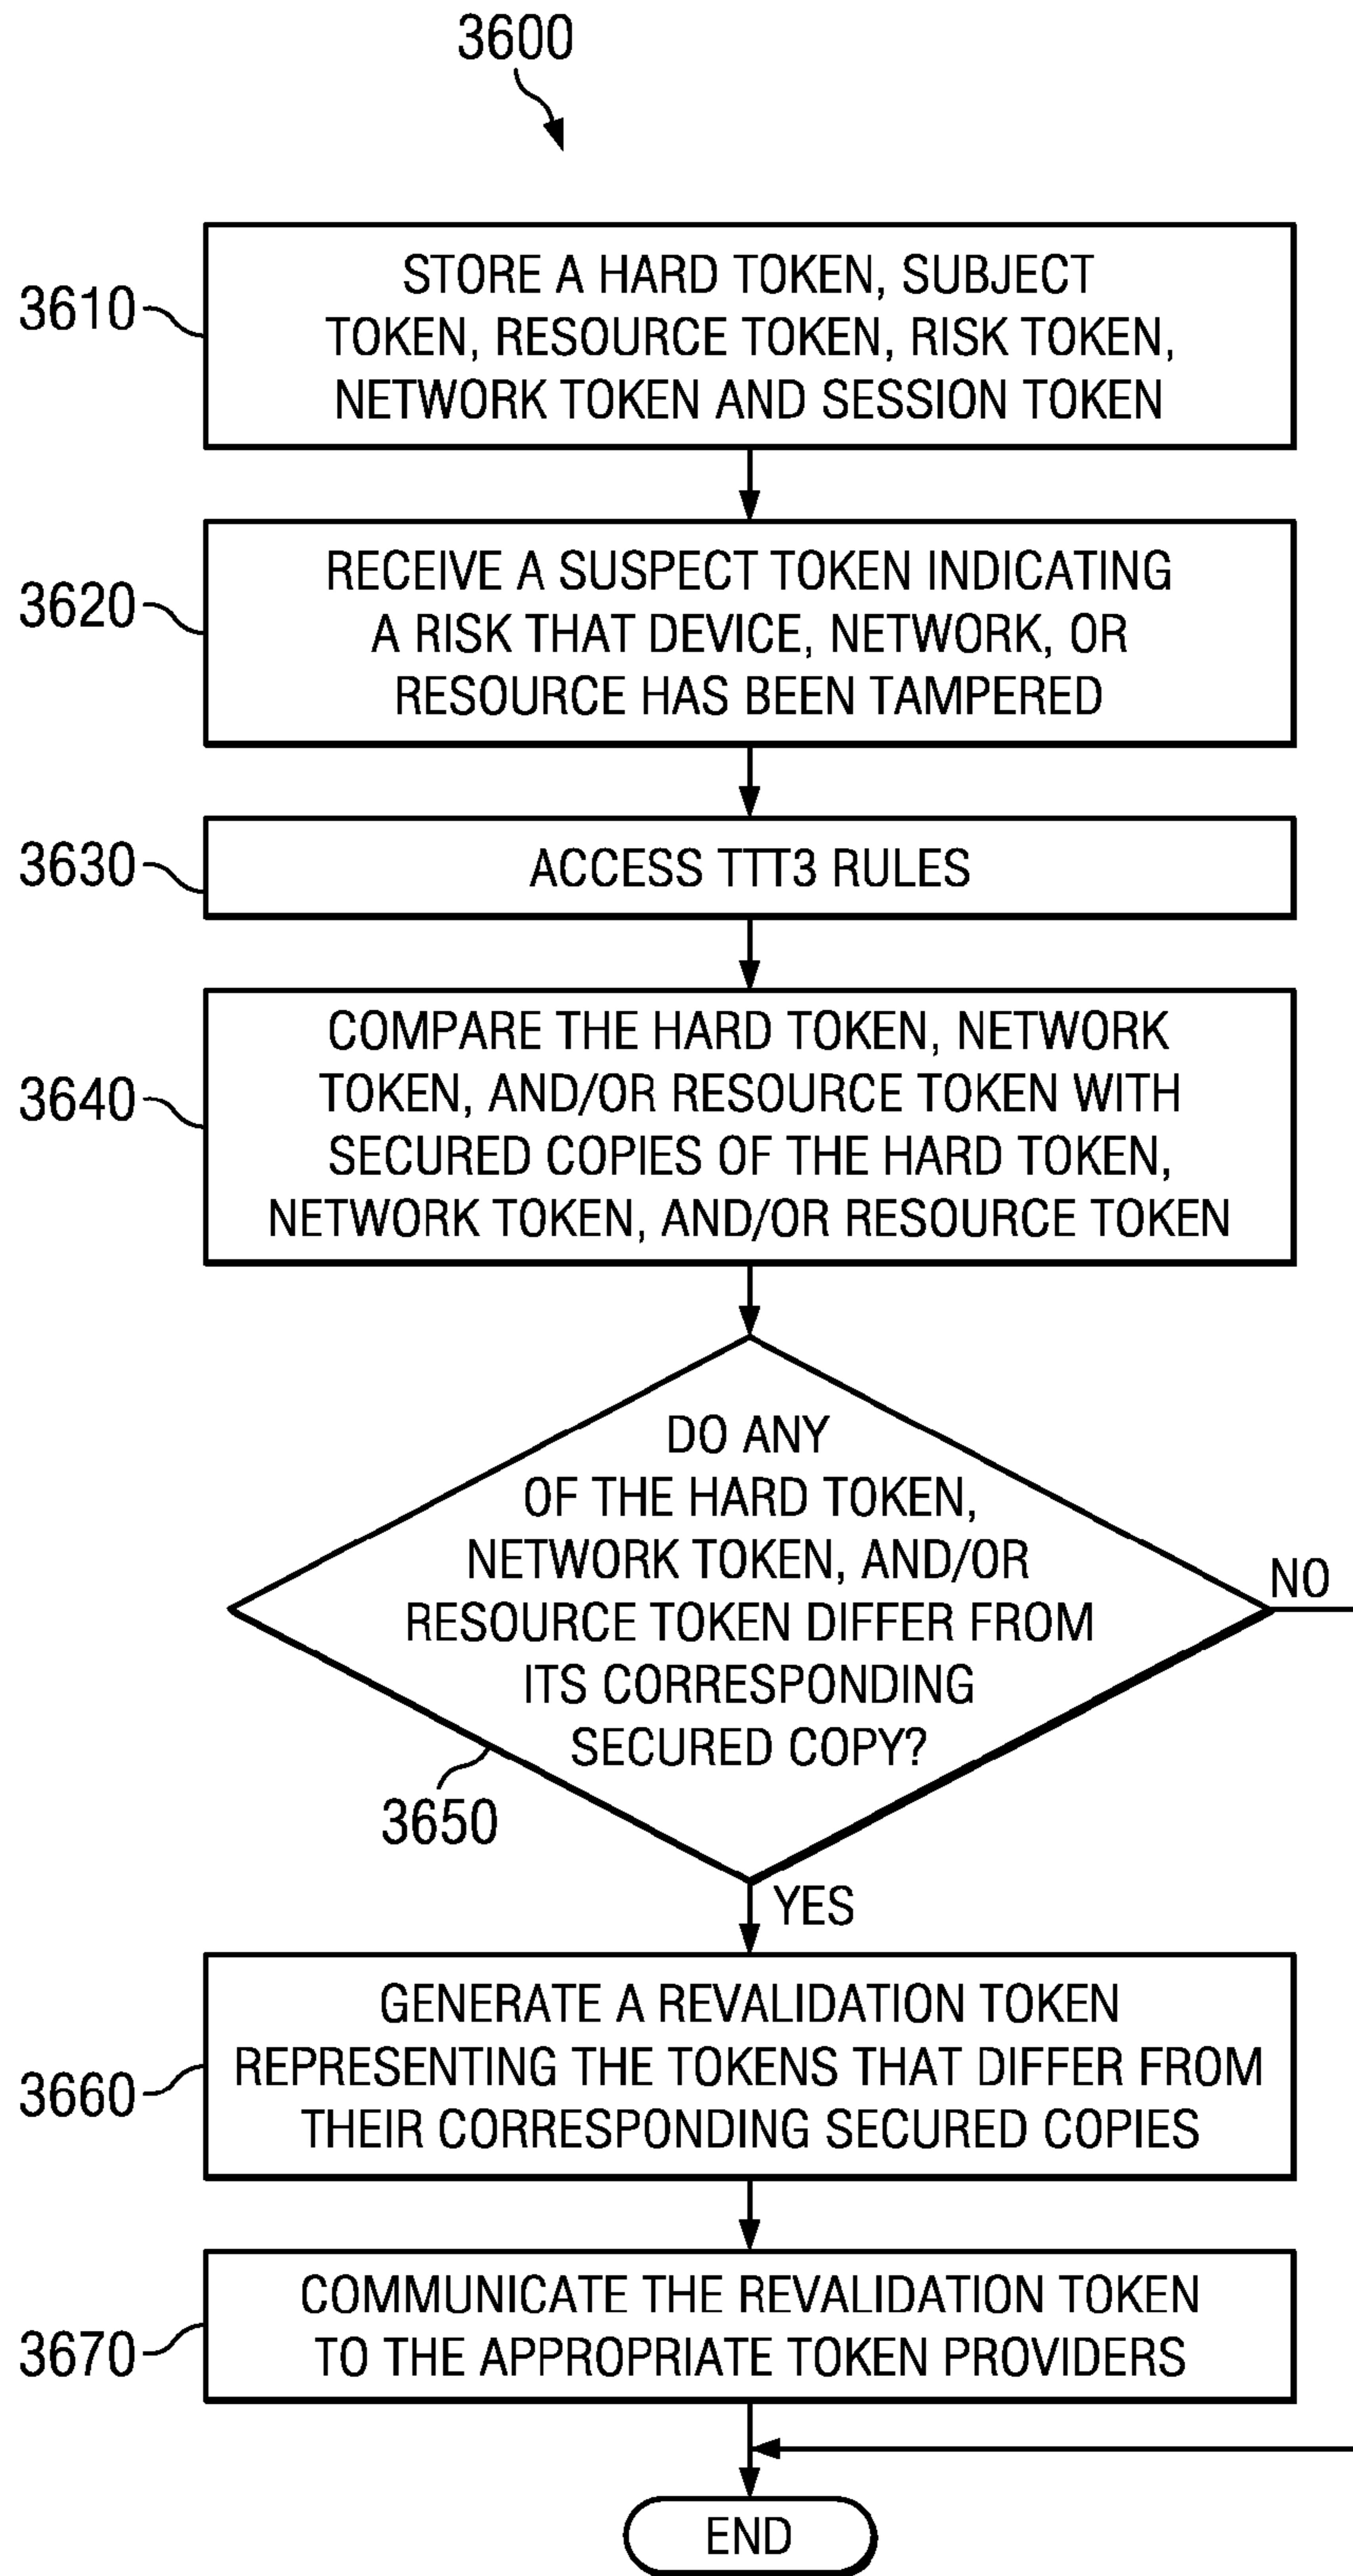 3600
3610
STORE A HARD TOKEN, SUBJECT
TOKEN, RESOURCE TOKEN, RISK TOKEN,
NETWORK TOKEN AND SESSION TOKEN
3620
RECEIVE A SUSPECT TOKEN INDICATING
A RISK THAT DEVICE, NETWORK, OR
RESOURCE HAS BEEN TAMPERED
3630
ACCESS TTT3 RULES
3640
COMPARE THE HARD TOKEN, NETWORK
TOKEN, AND/OR RESOURCE TOKEN WITH
SECURED COPIES OF THE HARD TOKEN,
NETWORK TOKEN, AND/OR RESOURCE TOKEN
DO ANY
OF THE HARD TOKEN,
NETWORK TOKEN, AND/OR
RESOURCE TOKEN DIFFER FROM
ITS CORRESPONDING
SECURED COPY?
NO
3650
YES
3660
GENERATE A REVALIDATION TOKEN
REPRESENTING THE TOKENS THAT DIFFER FROM
THEIR CORRESPONDING SECURED COPIES
3670
COMMUNICATE THE REVALIDATION TOKEN
TO THE APPROPRIATE TOKEN PROVIDERS
END